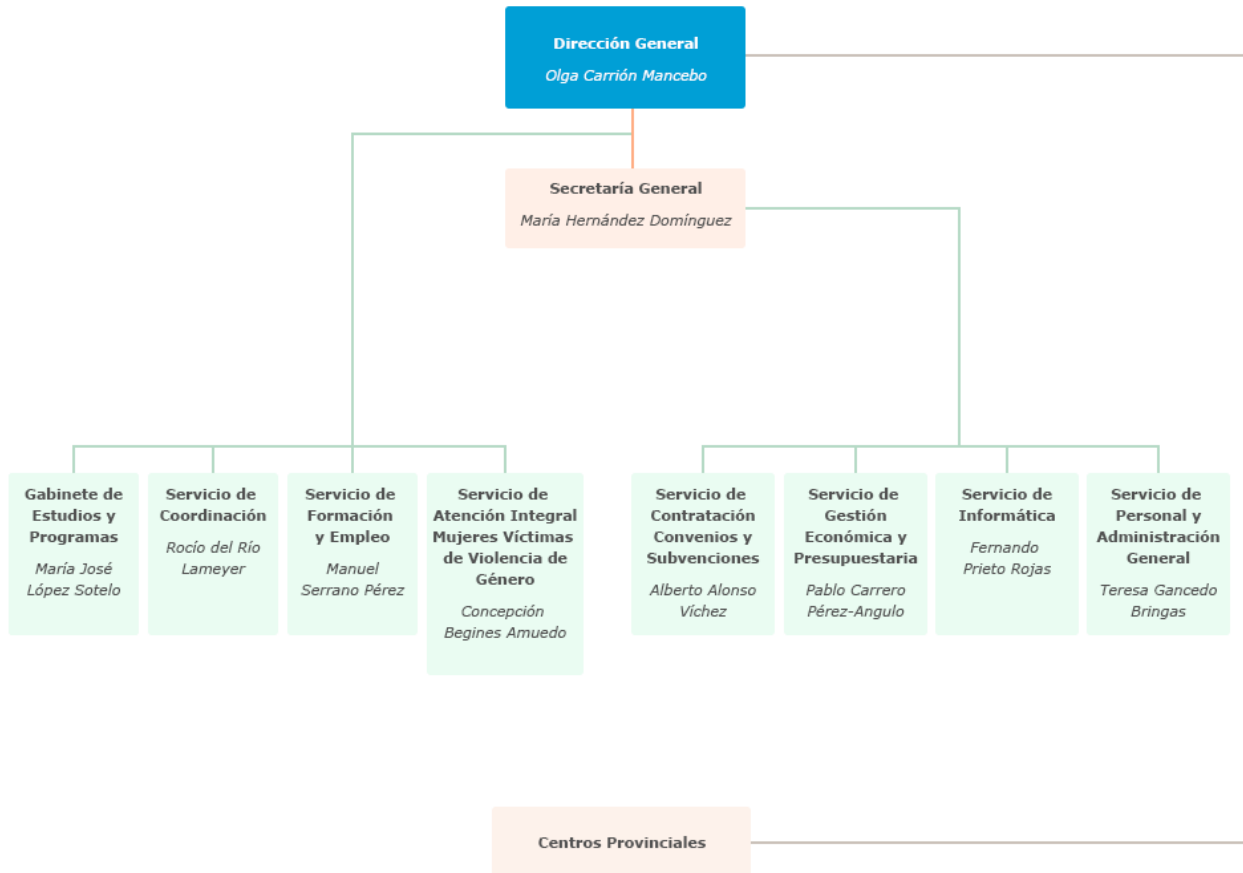 Dirección General
Olga Carrión Mancebo
Secretaría General
María Hernández Domínguez
Gabinete de
Estudios y
Programas
María José
López Sotelo
Servicio de
Coordinación
Rocío del Río
Lameyer
Servicio de
Formación
y Empleo
Manuel
Serrano Pérez
Servicio de
Atención Integral
Mujeres Víctimas
de Violencia de
Género
Concepción
Begines Amuedo
Servicio de
Contratación
Convenios y
Subvenciones
Alberto Alonso
Víchez
Servicio de
Gestión
Económica y
Presupuestaria
Pablo Carrero
Pérez-Angulo
Servicio de
Informática
Fernando
Prieto Rojas
Servicio de
Personal y
Administración
General
Teresa Gancedo
Bringas
Centros Provinciales